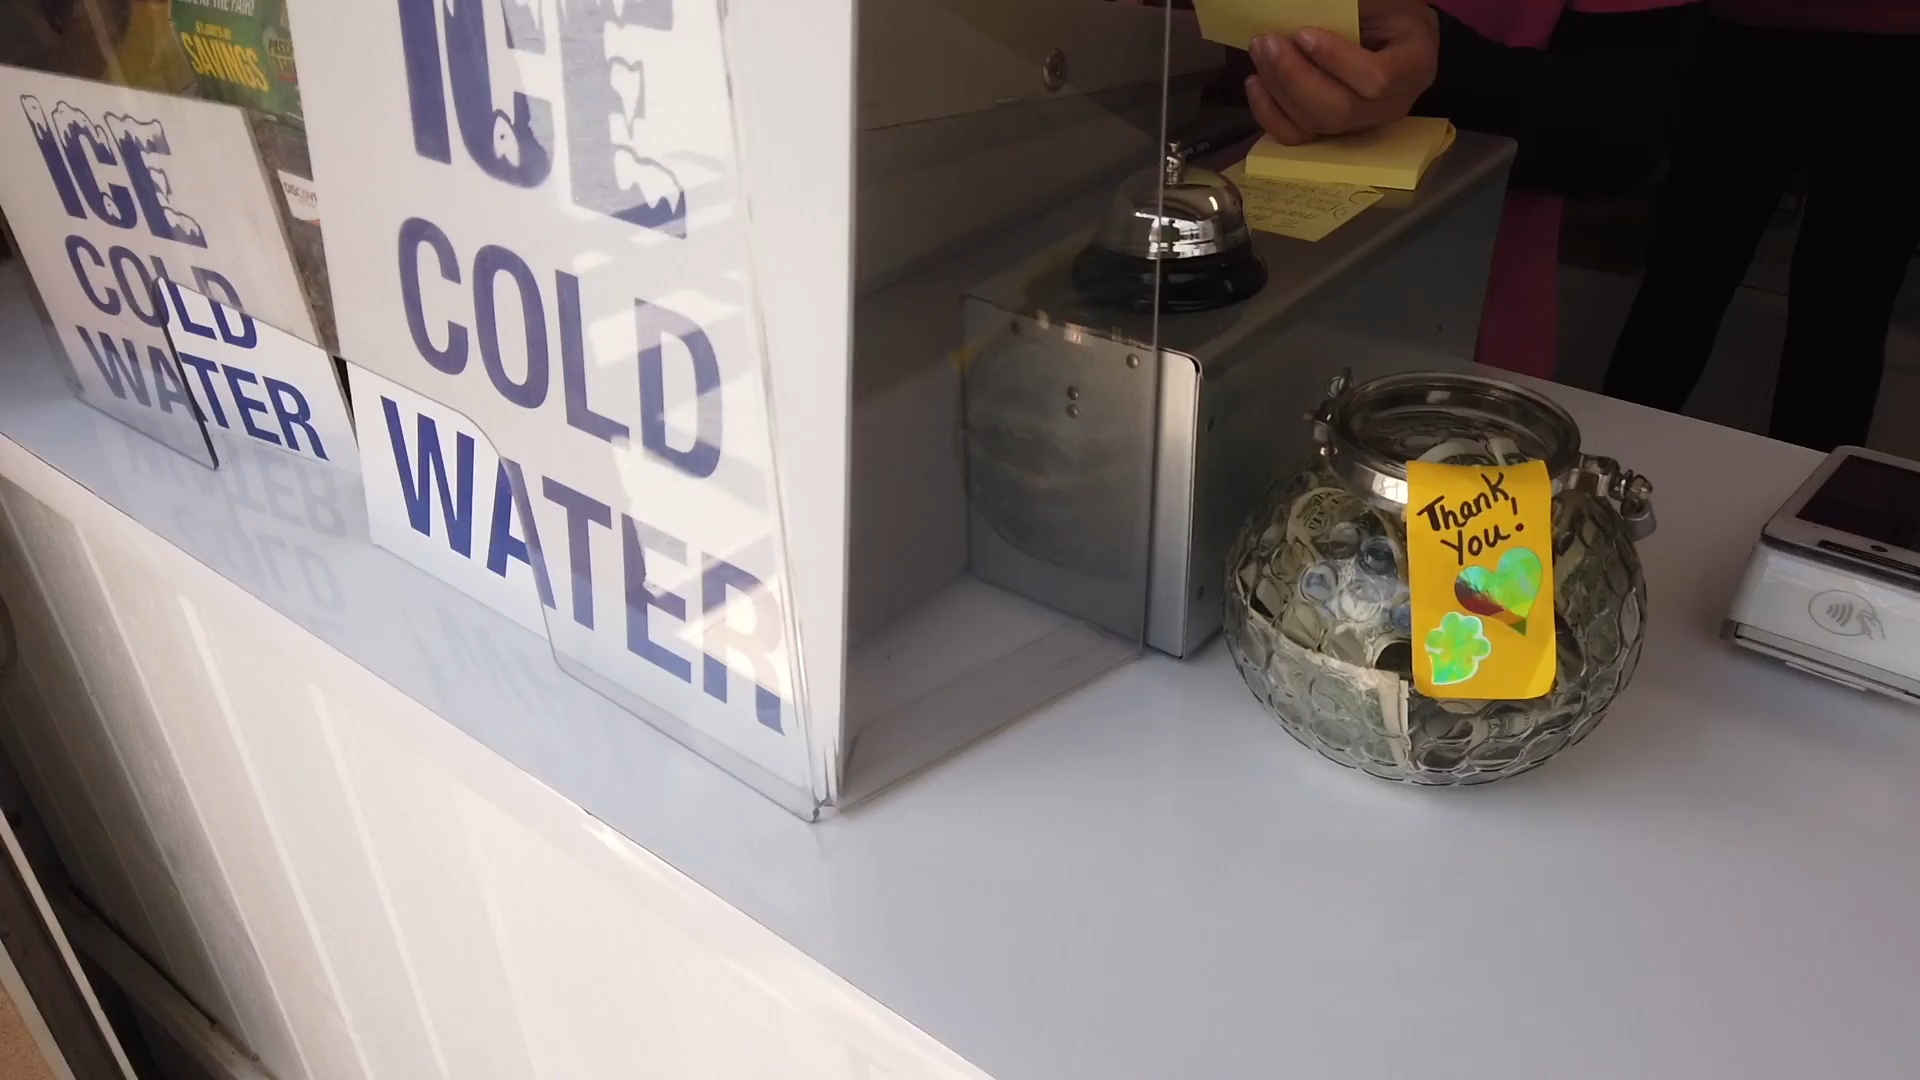 SAVINGS
ICE
COLD
WATER
ICE
COLD
WATER
Thank
You!